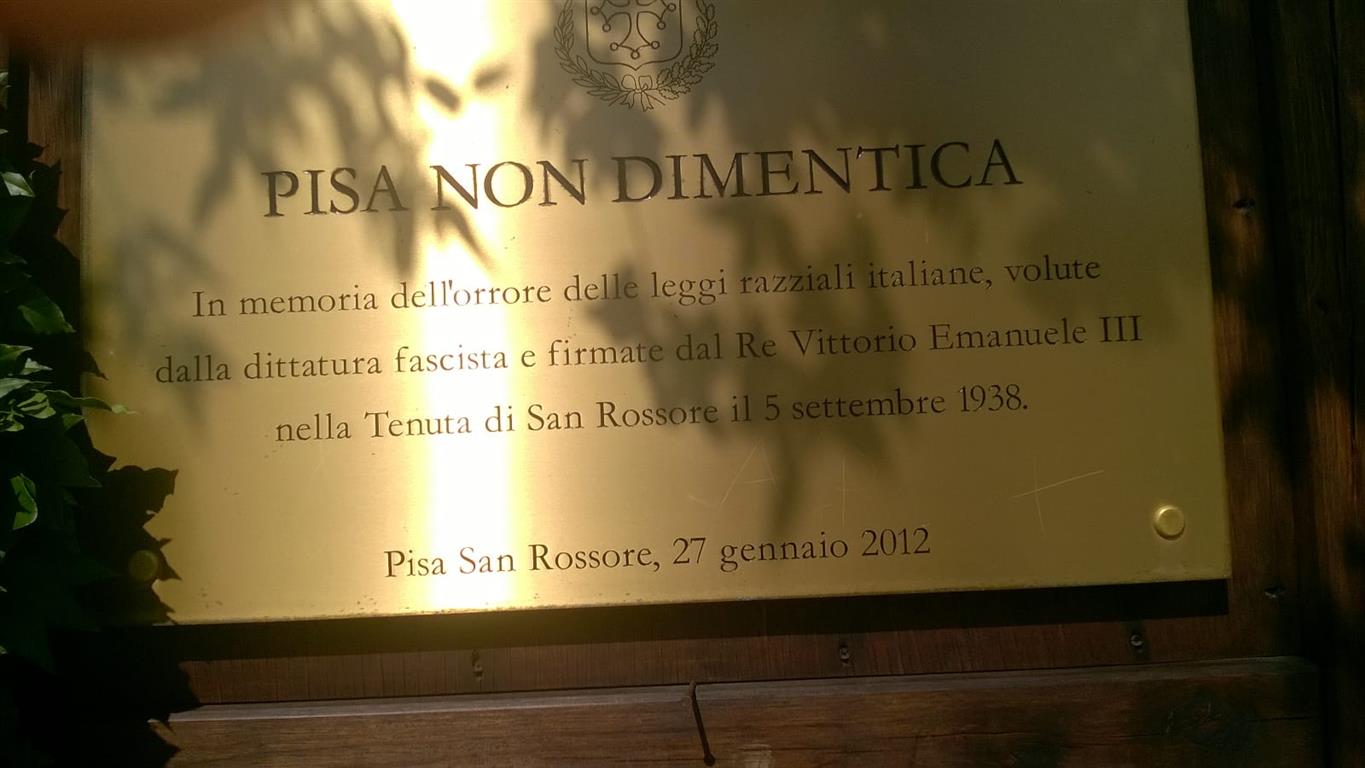 PISA NON DIMENTICA
In memoria dell'orrore delle leggi razziali italiane, volute
dalla dittatura fascista e firmate dal Re Vittorio Emanuele III
nella Tenuta di San Rossore il 5 settembre 1938.
Pisa San Rossore, 27 gennaio 2012